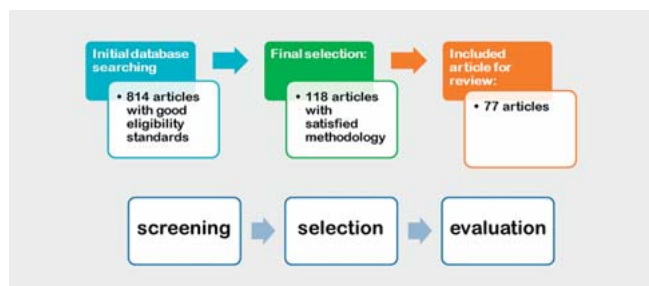 Initial database
searching
• 814 articles
with good
eligibility
standards
Final selection:
• 118 articles
with
satisfied
methodology
Included
article for
review:
• 77 articles
screening
selection
evaluation